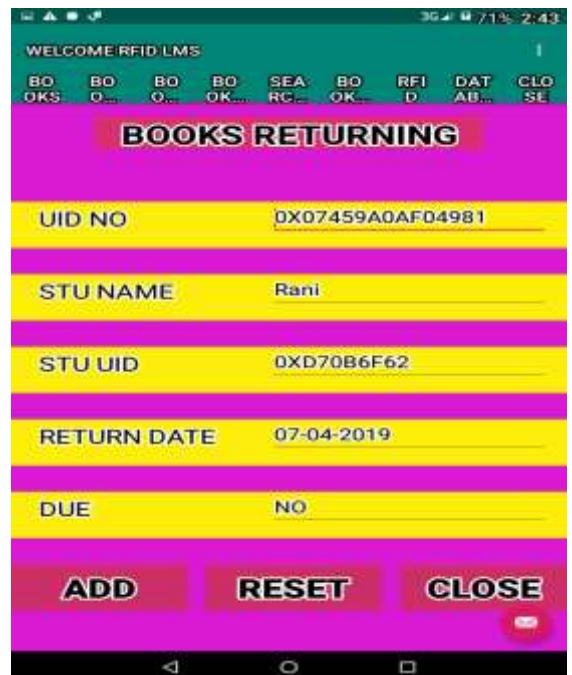 3G 71% 2:43
WELCOME RFID LMS
BO BO BO BO SEA BO RFI DAT CLO
OKS O... O... OK... RC... OK... D AB... SE
BOOKS RETURNING
UID NO 0X07459A0AF04981
STU NAME Rani
STU UID 0XD70B6F62
RETURN DATE 07-04-2019
DUE NO
ADD RESET CLOSE